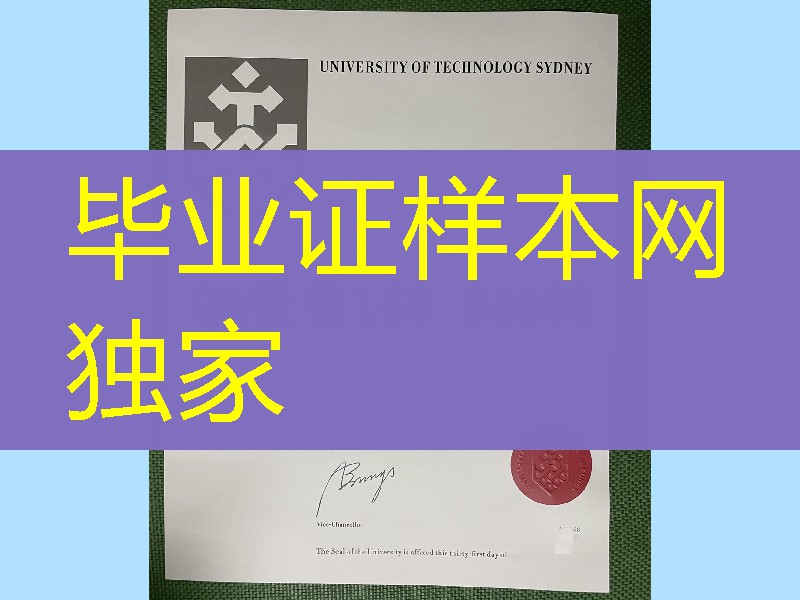 UNIVERSITY OF TECHNOLOGY SYDNEY
毕业证样本网
独家
Vice-Chancellor
The Seal of the University is affixed this thirty-first day of